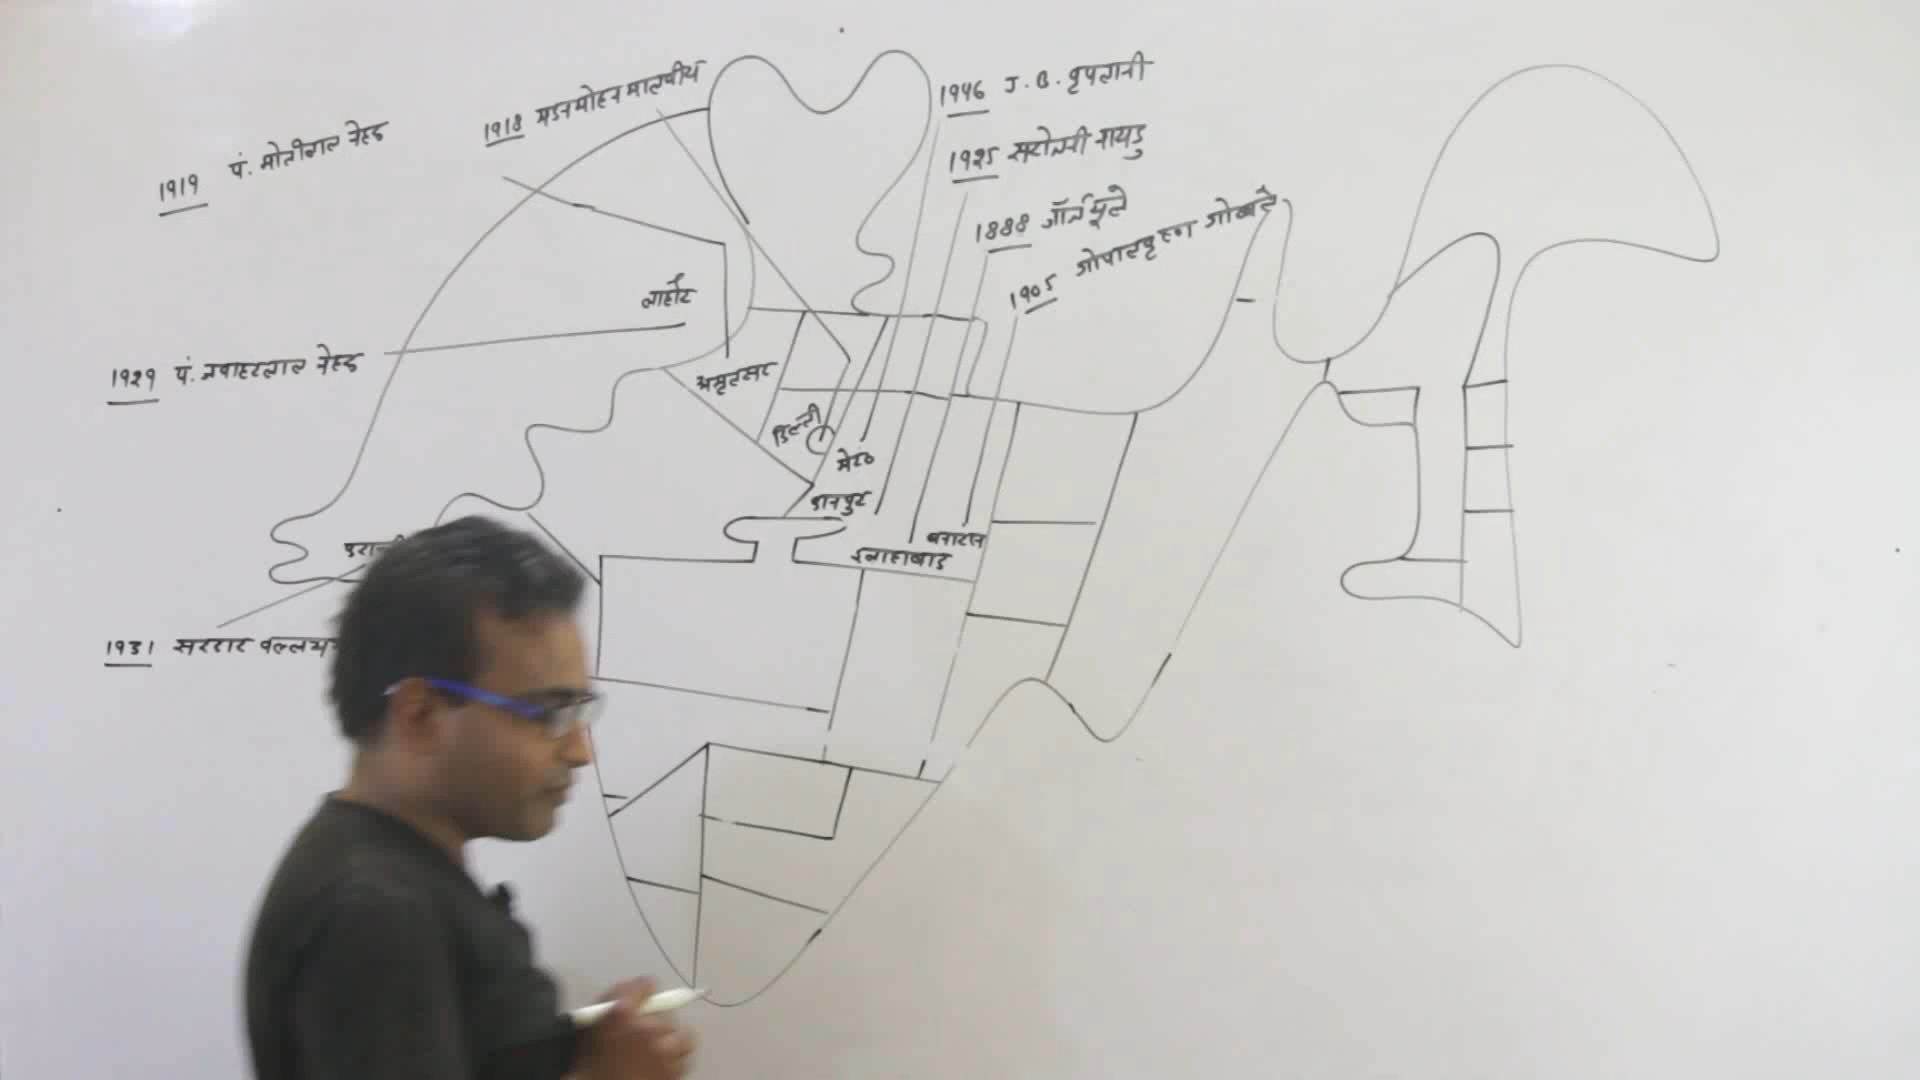 1946 J. B. कृपलानी
1918 मदनमोहन मालवीय
1919 पं. मोतीलाल नेहरू
1925 सरोजनी नायडु
1888 जॉर्ज यूले
1905 गोपालकृष्ण गोखले
लाहौर
1929 पं. जवाहरलाल नेहरू
अमृतसर
दिल्ली
मेरठ
कानपुर
बनारस
इलाहाबाद
1931 सरदार वल्लभ